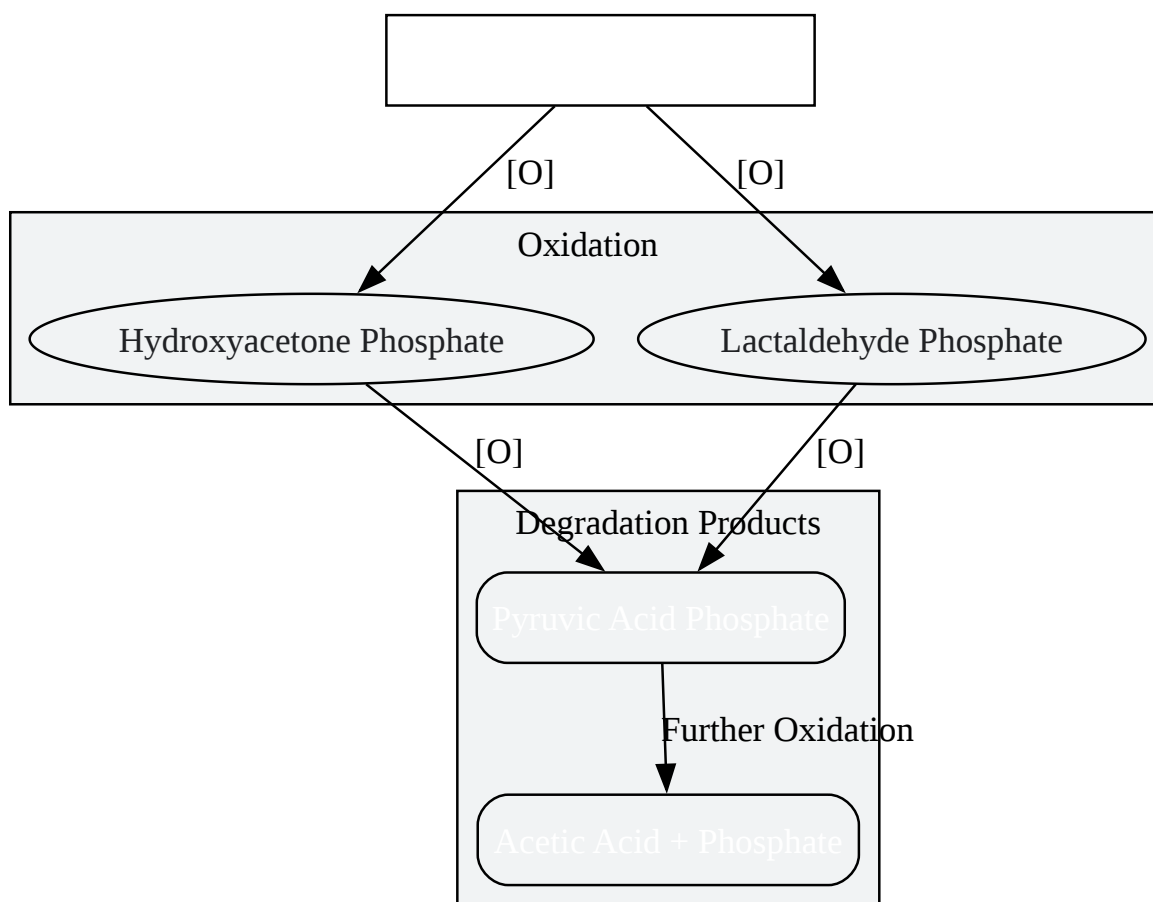 [O]
[O]
Oxidation
Hydroxyacetone Phosphate
Lactaldehyde Phosphate
[O]
[O]
Degradation Products
Pyruvic Acid Phosphate
Further Oxidation
Acetic Acid + Phosphate